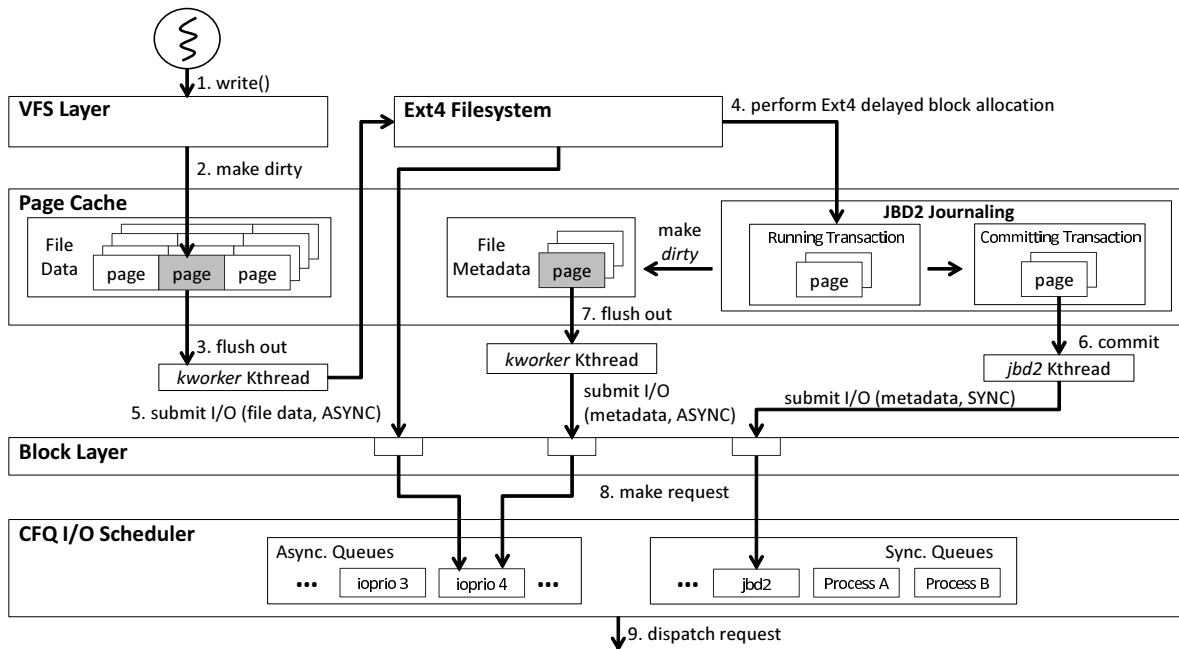 1. write()
VFS Layer
Ext4 Filesystem
4. perform Ext4 delayed block allocation
2. make dirty
Page Cache
JBD2 Journaling
File
Data
page
page
page
File
Metadata
page
make
dirty
Running Transaction
page
Committing Transaction
page
3. flush out
7. flush out
6. commit
kworker Kthread
kworker Kthread
jbd2 Kthread
5. submit I/O (file data, ASYNC)
submit I/O
(metadata, ASYNC)
submit I/O (metadata, SYNC)
Block Layer
8. make request
CFQ I/O Scheduler
Async. Queues
... ioprio 3 ioprio 4 ...
Sync. Queues
... jbd2 Process A Process B
9. dispatch request